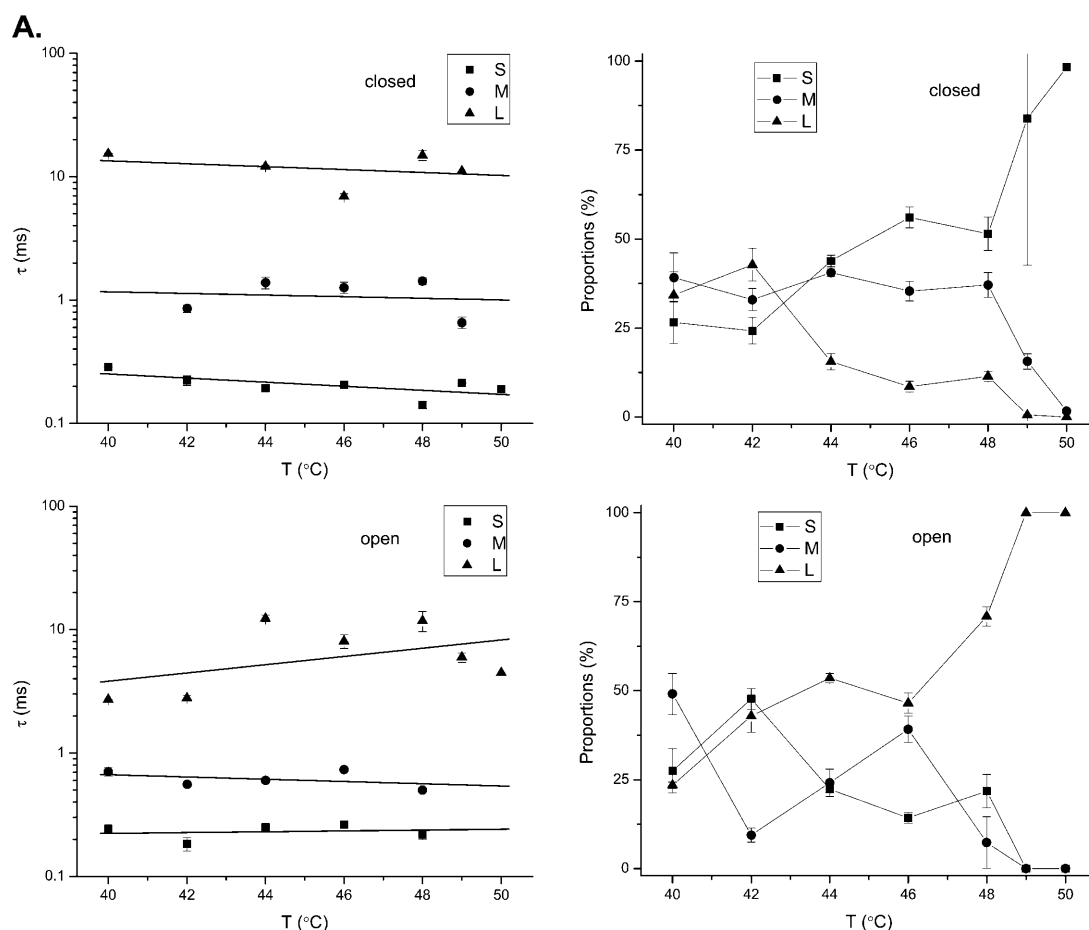 A.
100
10
1
0.1
τ (ms)
closed
S
M
L
40 42 44 46 48 50
T (°C)
100
75
50
25
0
Proportions (%)
S
M
L
closed
40 42 44 46 48 50
T (°C)
100
10
1
0.1
τ (ms)
open
S
M
L
40 42 44 46 48 50
T (°C)
100
75
50
25
0
Proportions (%)
S
M
L
open
40 42 44 46 48 50
T (°C)